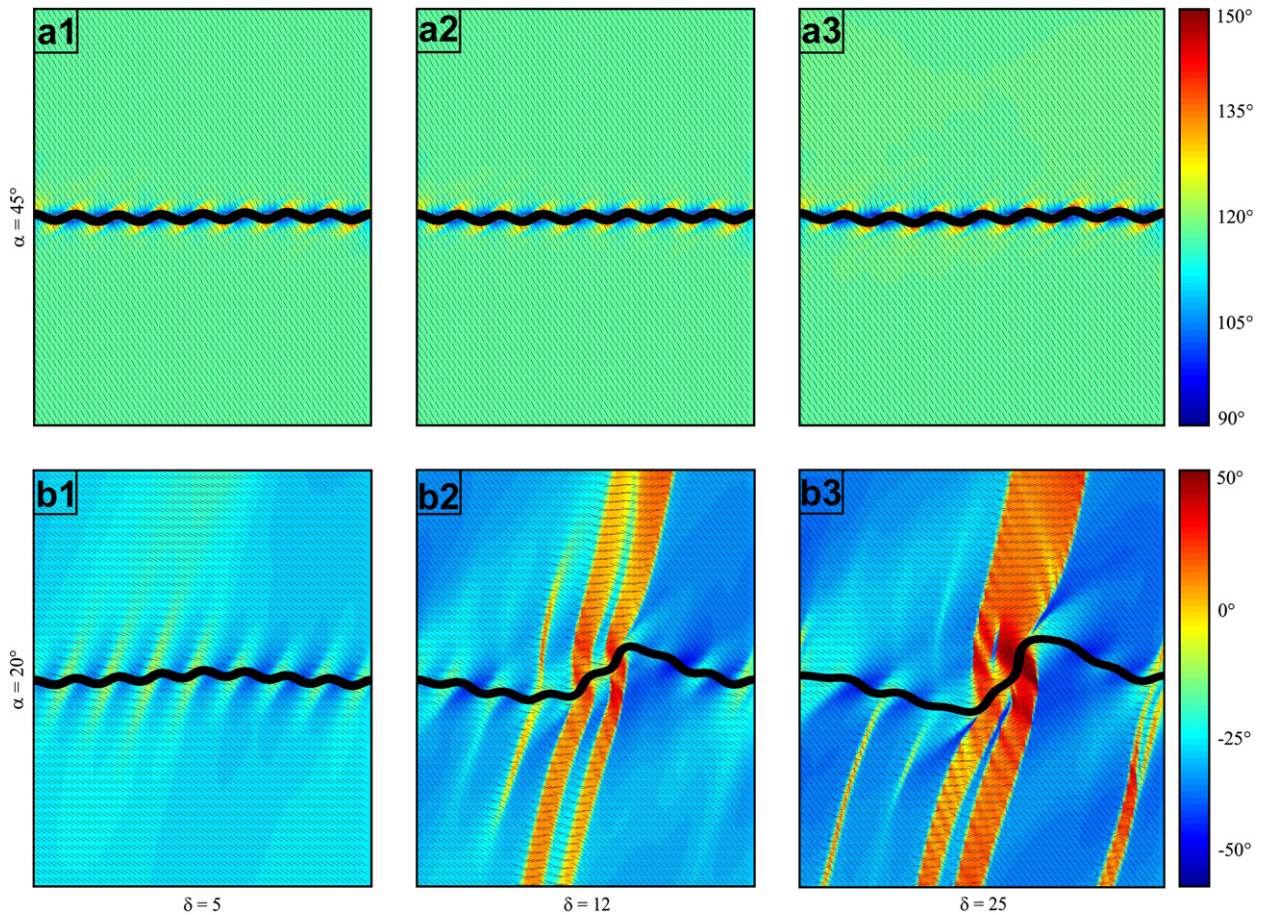 a1
a2
a3
150°
135°
120°
105°
90°
α = 45°
b1
b2
b3
50°
0°
-25°
-50°
α = 20°
δ = 5
δ = 12
δ = 25